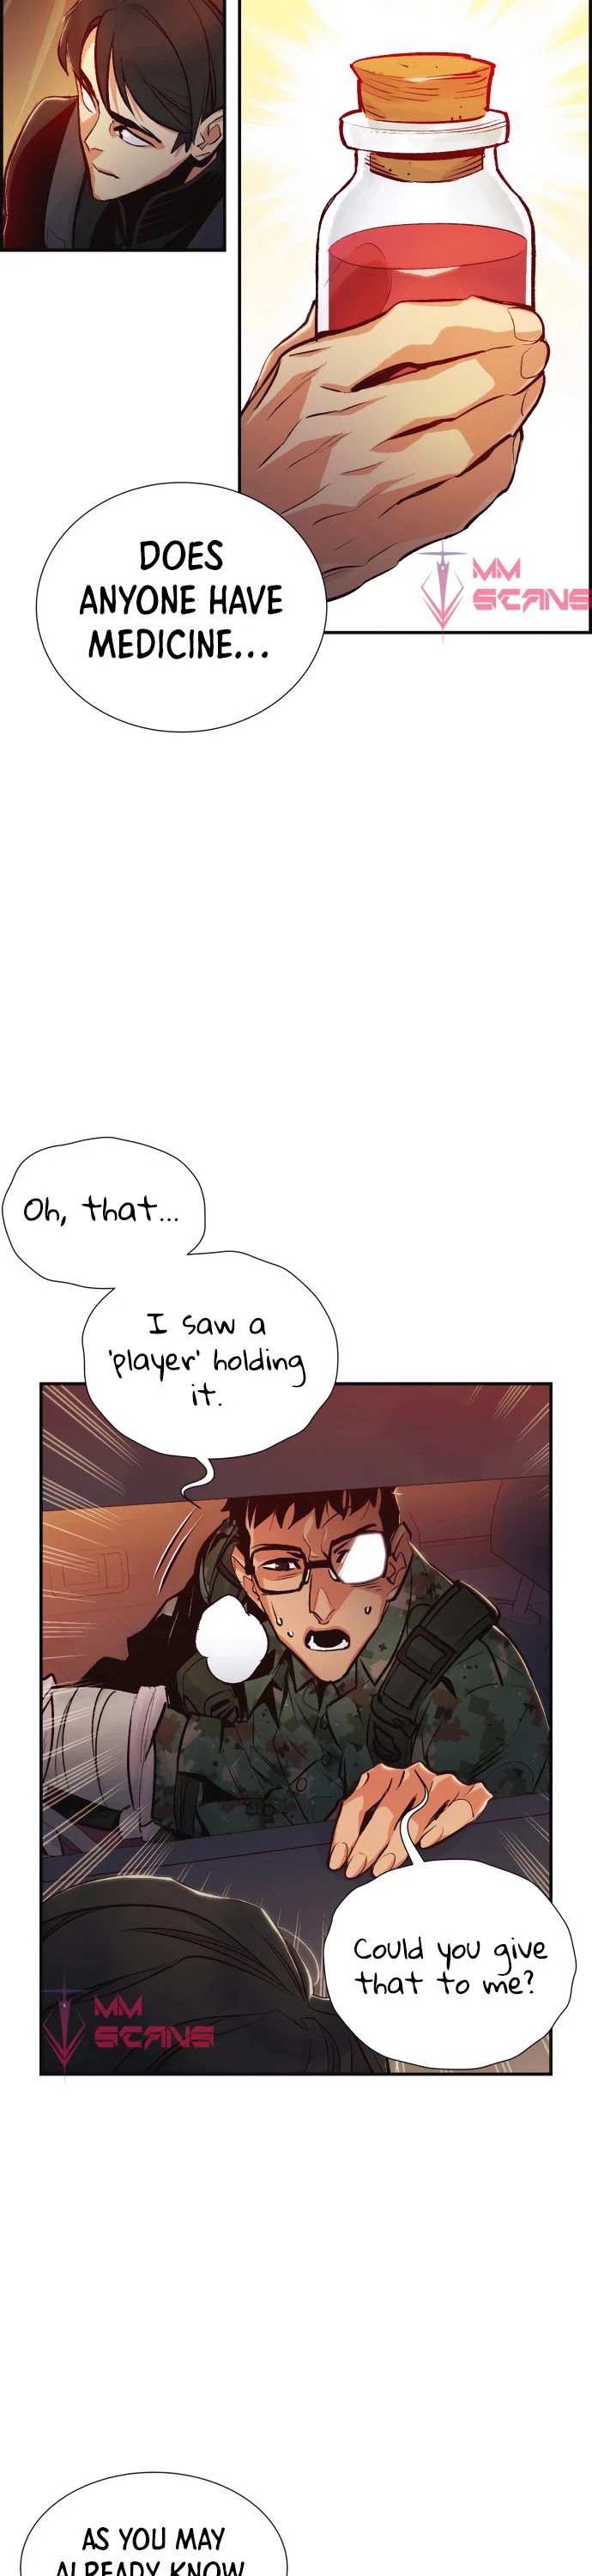 DOES
ANYONE HAVE
MEDICINE...
MM
SCANS
Oh, that...
I saw a
'player' holding
it.
Could you give
that to me?
MM
SCANS
AS YOU MAY
ALREADY KNOW